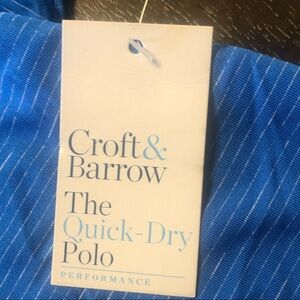 Croft&
Barrow
The
Quick-Dry
Polo
PERFORMANCE